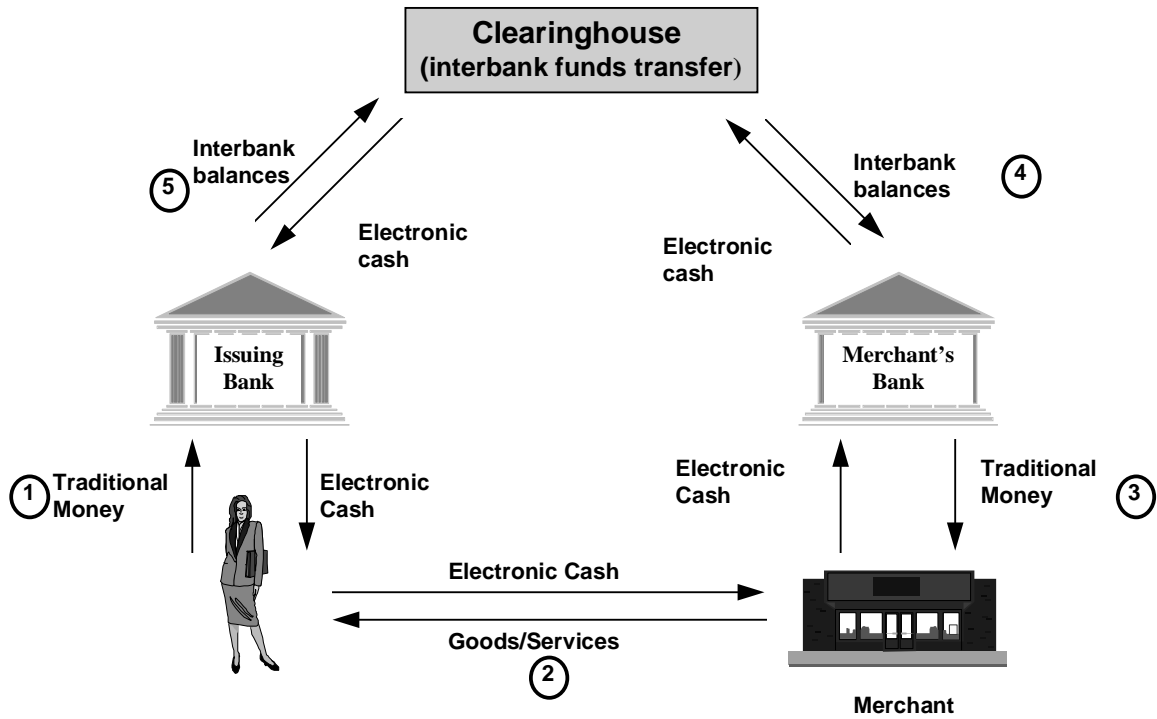 Clearinghouse
(interbank funds transfer)
Interbank
balances
5
Electronic
cash
Interbank
balances
4
Electronic
cash
Issuing
Bank
Merchant's
Bank
1
Traditional
Money
Electronic
Cash
Electronic
Cash
Traditional
Money
3
Electronic Cash
Goods/Services
2
Merchant